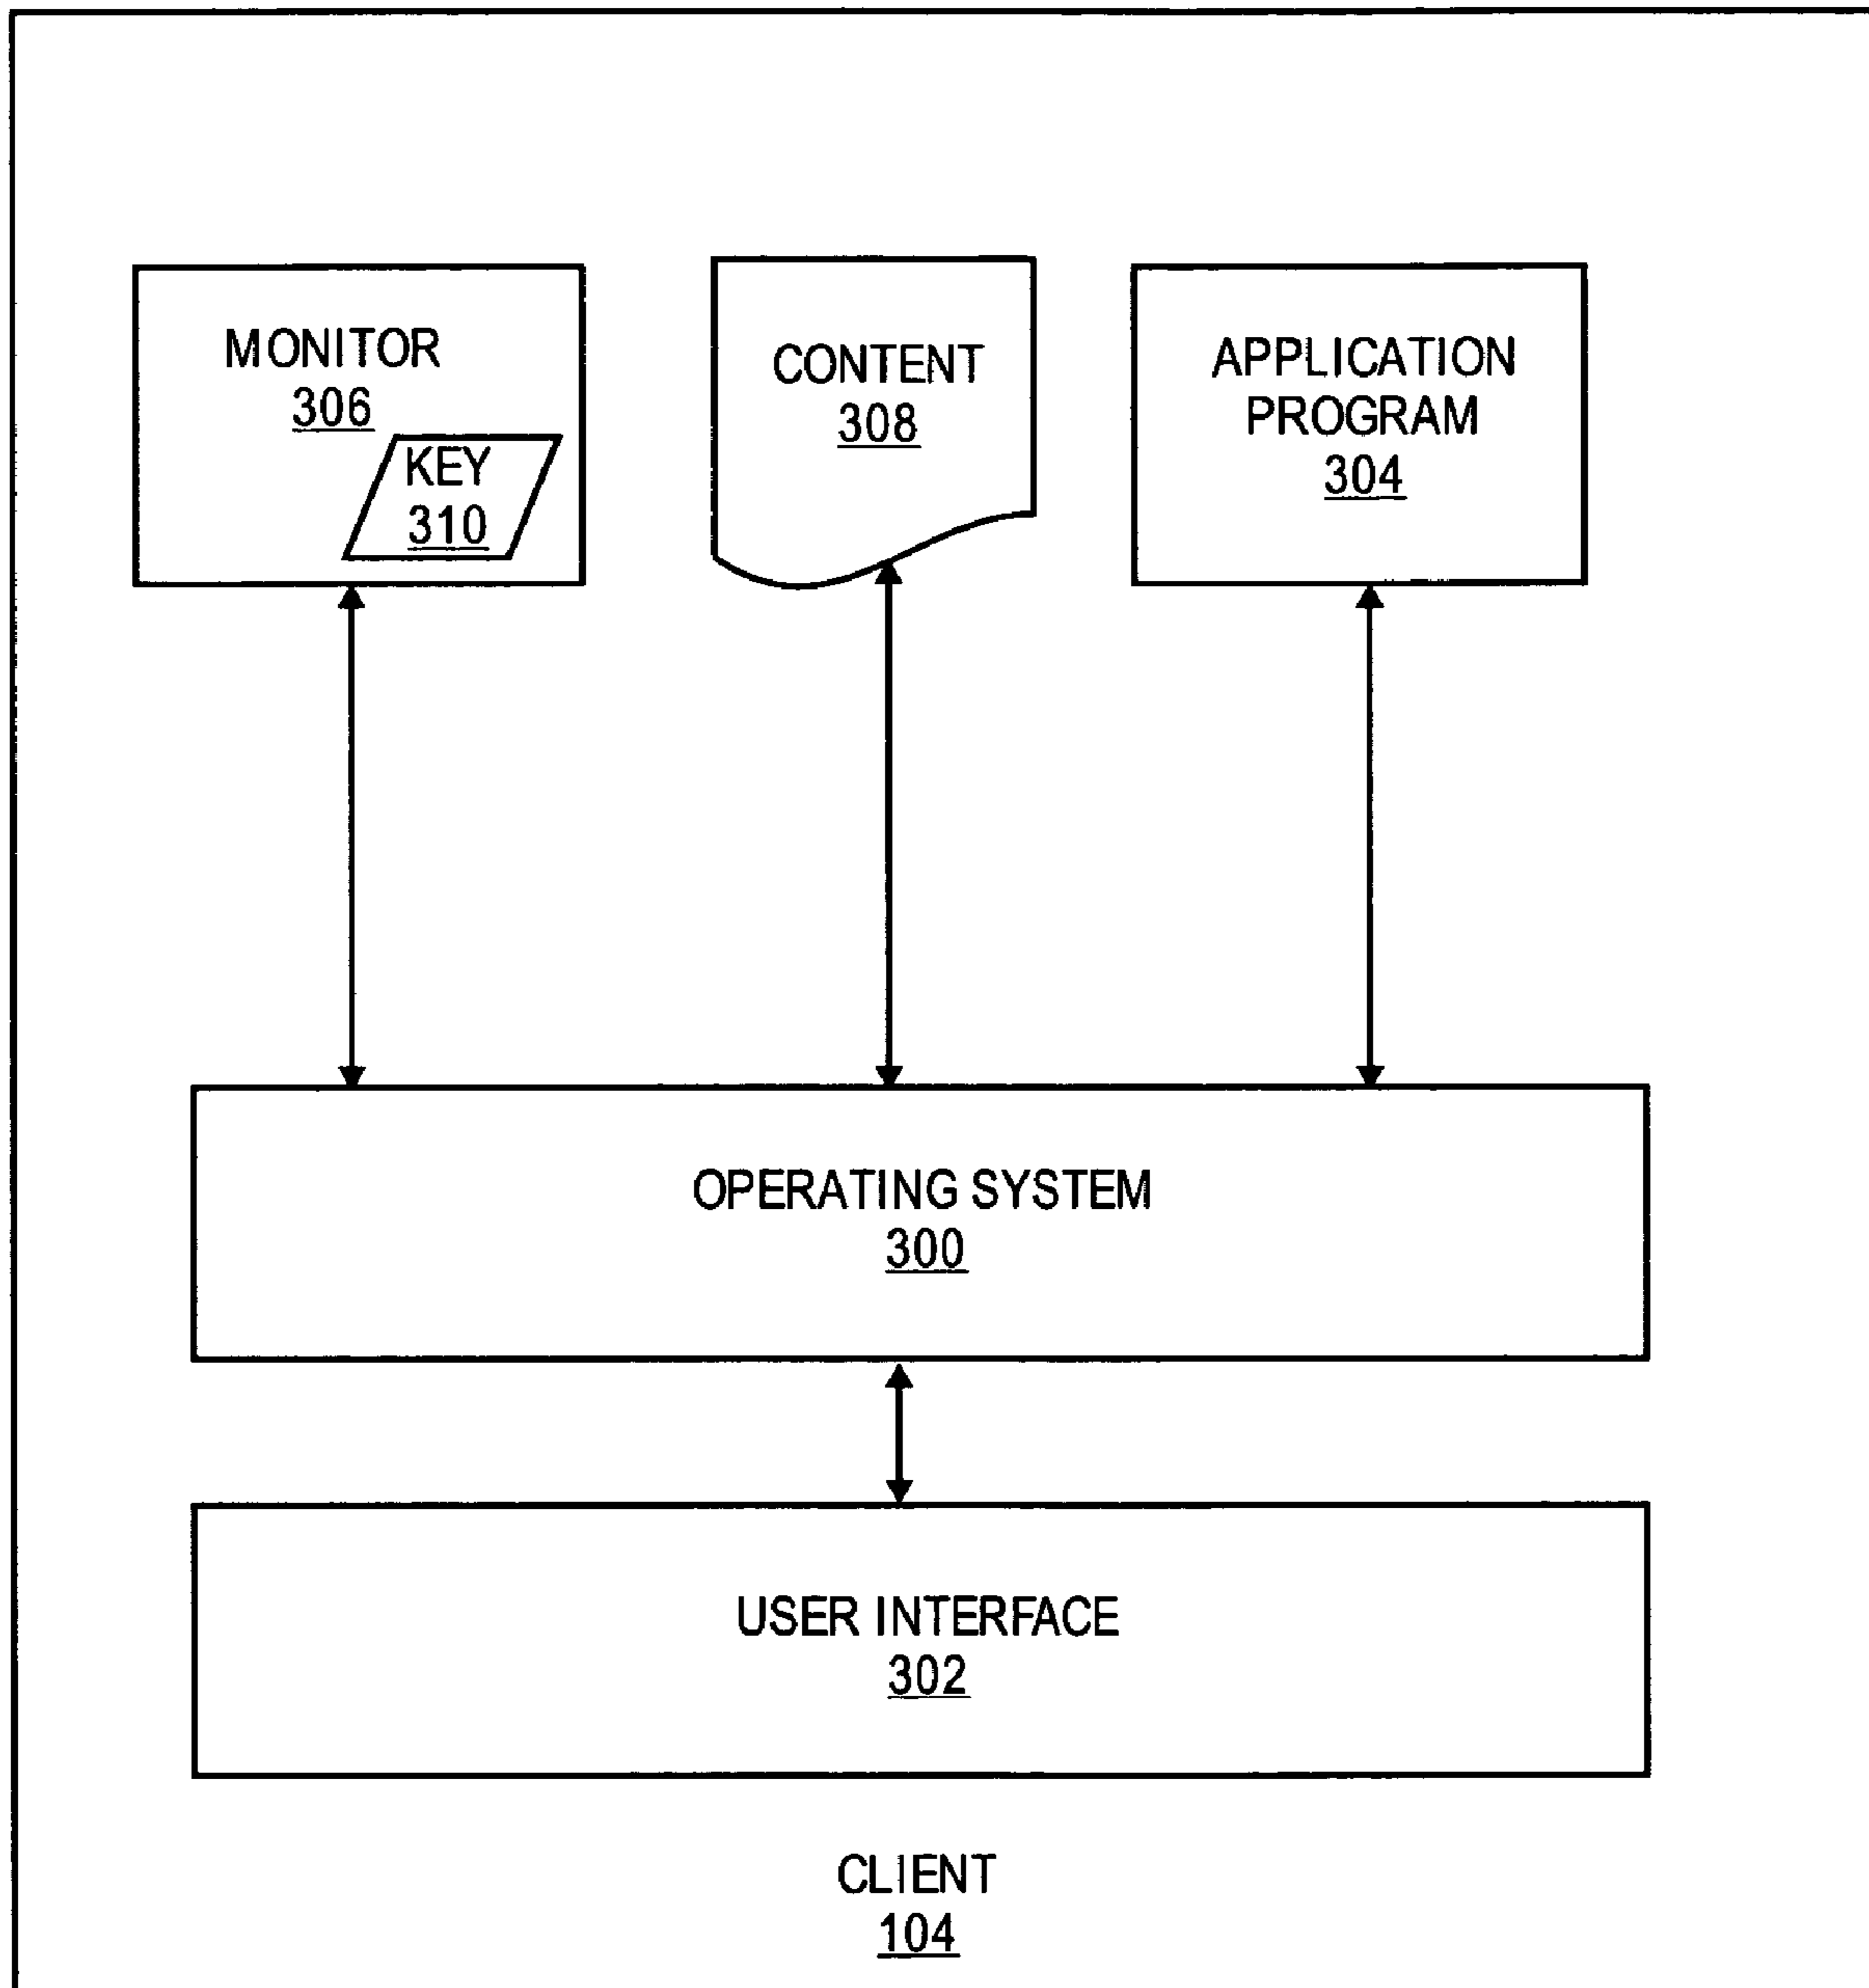 MONITOR
306
KEY
310
CONTENT
308
APPLICATION
PROGRAM
304
OPERATING SYSTEM
300
USER INTERFACE
302
CLIENT
104